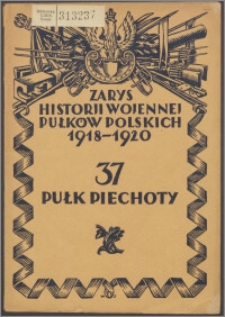 313237
ZARYS
HISTORII WOJENNEJ
PUŁKÓW POLSKICH
1918-1920
37
PUŁK PIECHOTY